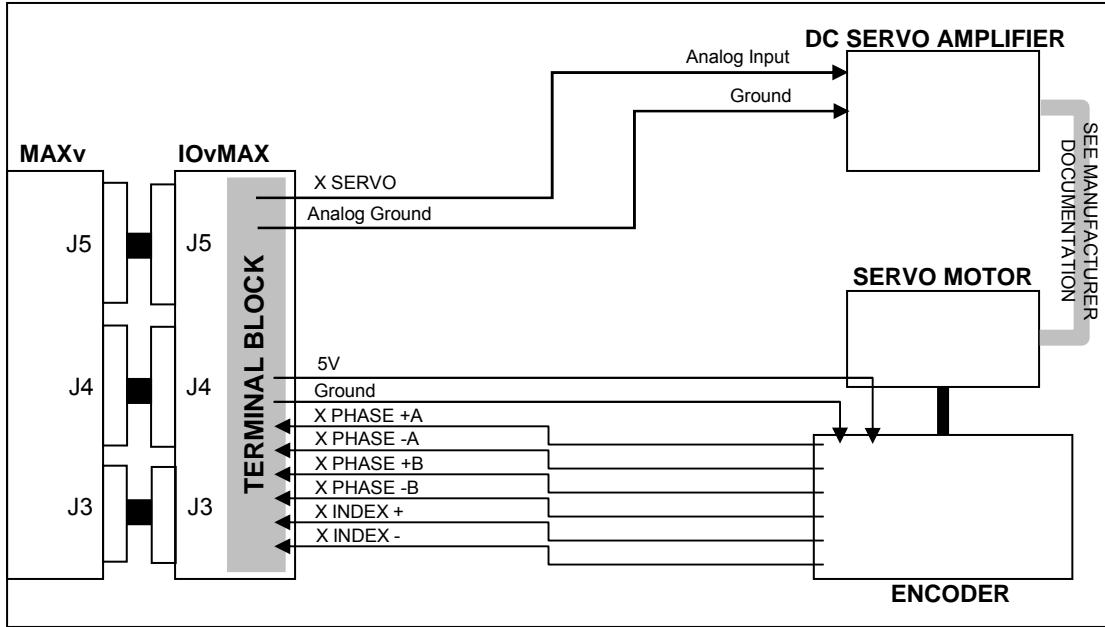 DC SERVO AMPLIFIER
Analog Input
Ground
SEE MANUFACTURER
DOCUMENTATION
MAXv
IOvMAX
X SERVO
Analog Ground
J5
J5
TERMINAL BLOCK
SERVO MOTOR
5V
J4
J4
Ground
X PHASE +A
X PHASE -A
X PHASE +B
X PHASE -B
J3
J3
X INDEX +
X INDEX -
ENCODER